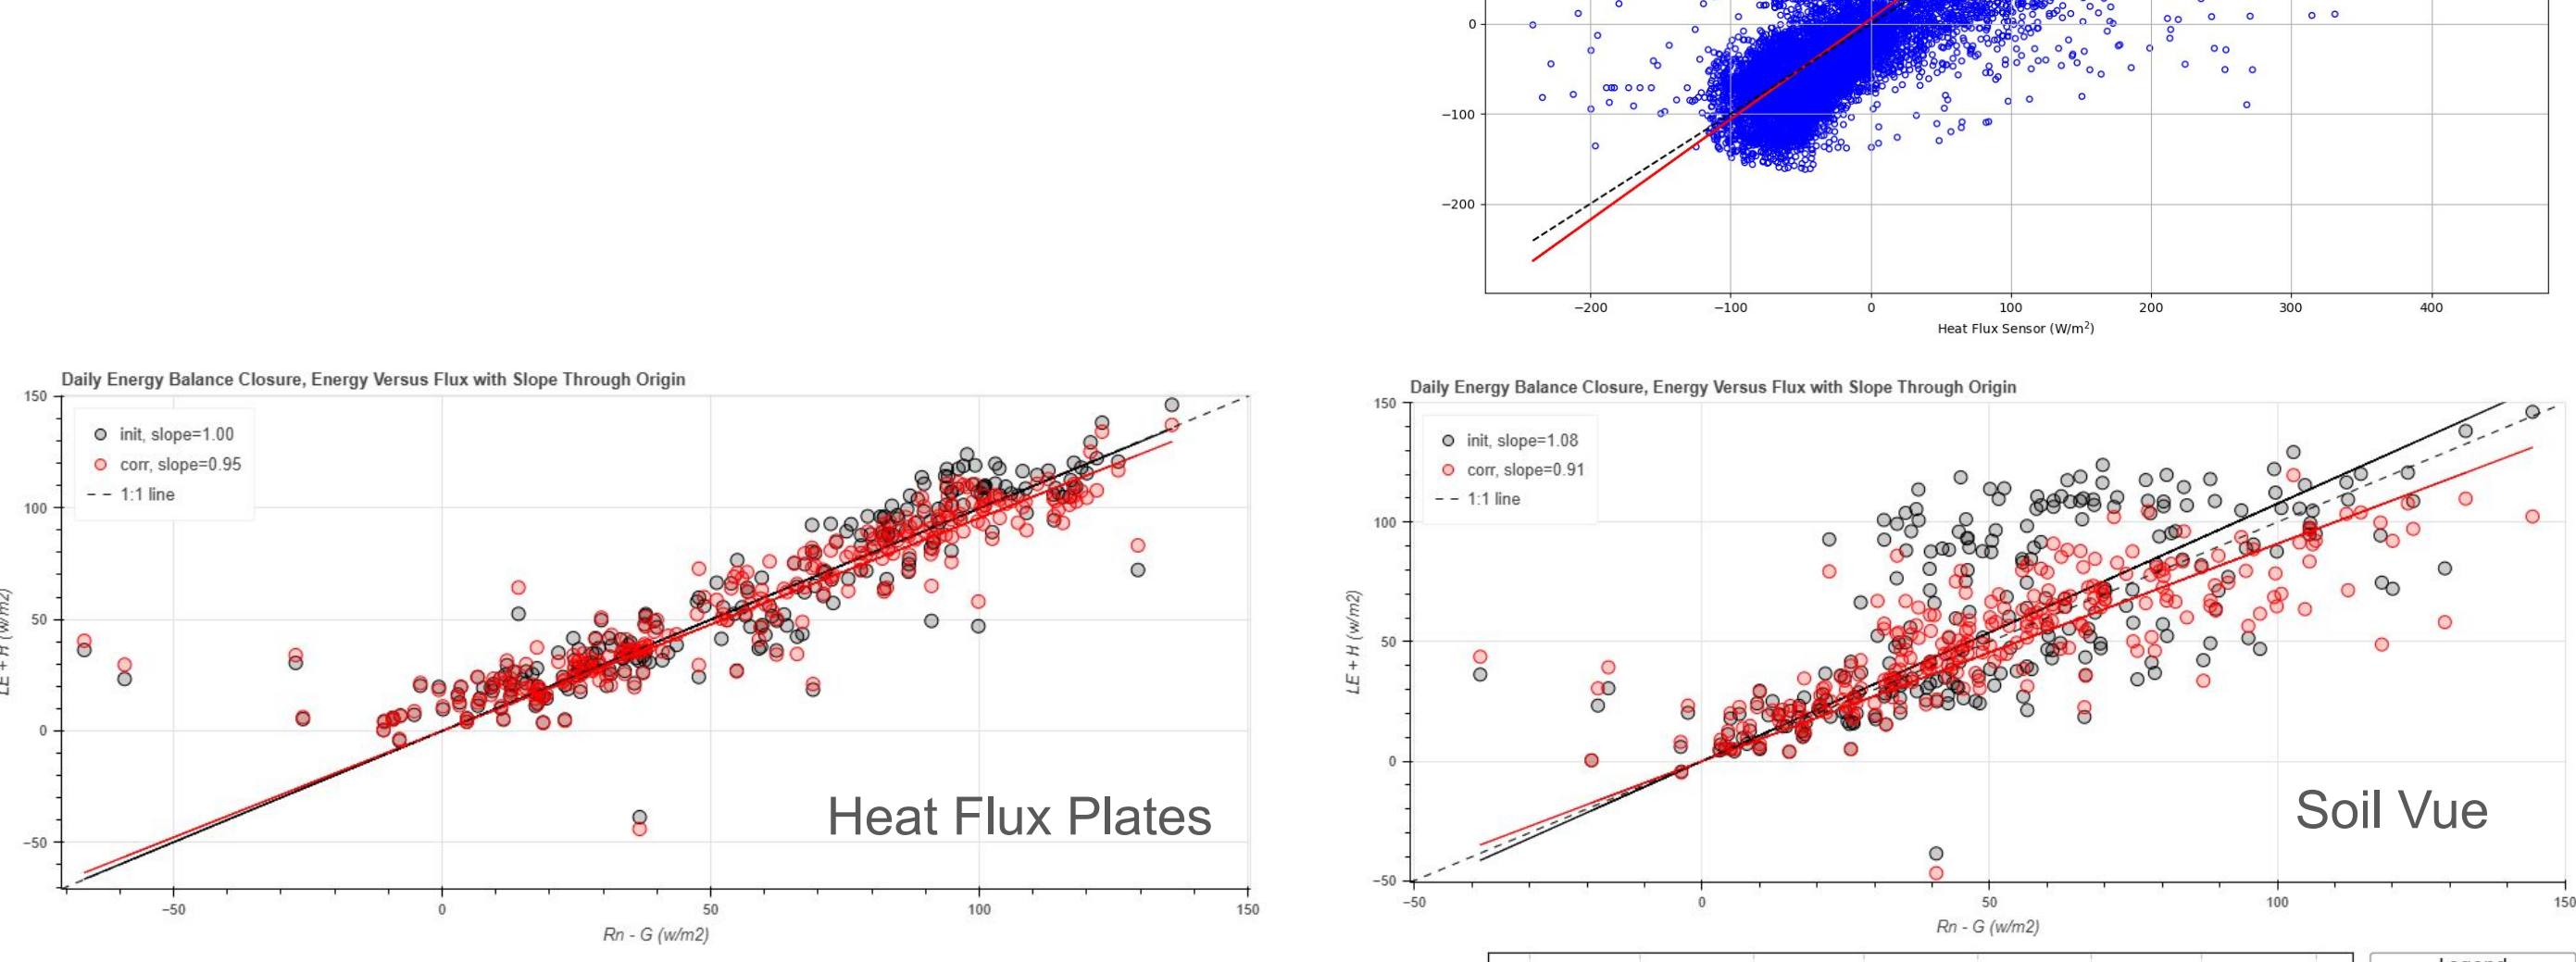 0
−100
−200
−200
−100
0
100
200
300
400
Heat Flux Sensor (W/m²)
Daily Energy Balance Closure, Energy Versus Flux with Slope Through Origin
150
100
50
0
−50
LE + H (w/m2)
init, slope=1.00
corr, slope=0.95
1:1 line
Heat Flux Plates
−50
0
50
100
150
Rn - G (w/m2)
Daily Energy Balance Closure, Energy Versus Flux with Slope Through Origin
150
100
50
0
−50
LE + H (w/m2)
init, slope=1.08
corr, slope=0.91
1:1 line
Soil Vue
−50
0
50
100
150
Rn - G (w/m2)
Legend